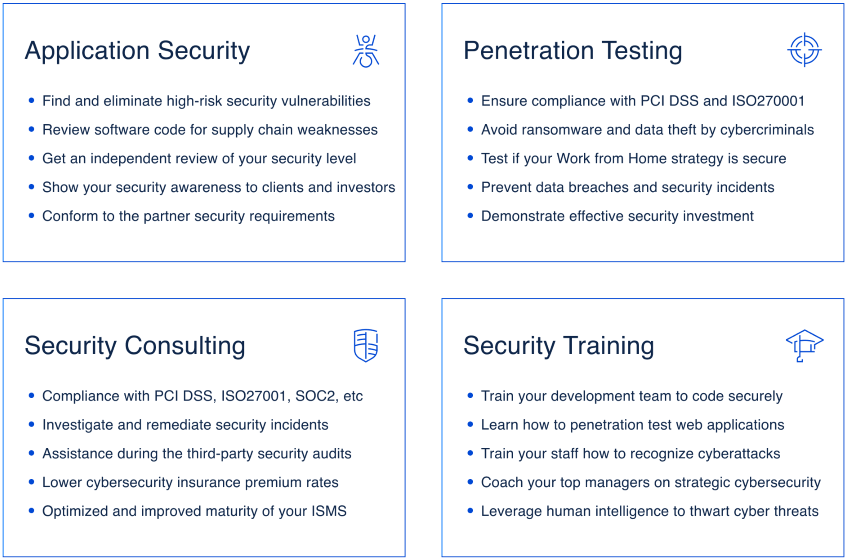 Application Security
Find and eliminate high-risk security vulnerabilities
Review software code for supply chain weaknesses
Get an independent review of your security level
Show your security awareness to clients and investors
Conform to the partner security requirements
Penetration Testing
Ensure compliance with PCI DSS and ISO270001
Avoid ransomware and data theft by cybercriminals
Test if your Work from Home strategy is secure
Prevent data breaches and security incidents
Demonstrate effective security investment
Security Consulting
Compliance with PCI DSS, ISO27001, SOC2, etc
Investigate and remediate security incidents
Assistance during the third-party security audits
Lower cybersecurity insurance premium rates
Optimized and improved maturity of your ISMS
Security Training
Train your development team to code securely
Learn how to penetration test web applications
Train your staff how to recognize cyberattacks
Coach your top managers on strategic cybersecurity
Leverage human intelligence to thwart cyber threats